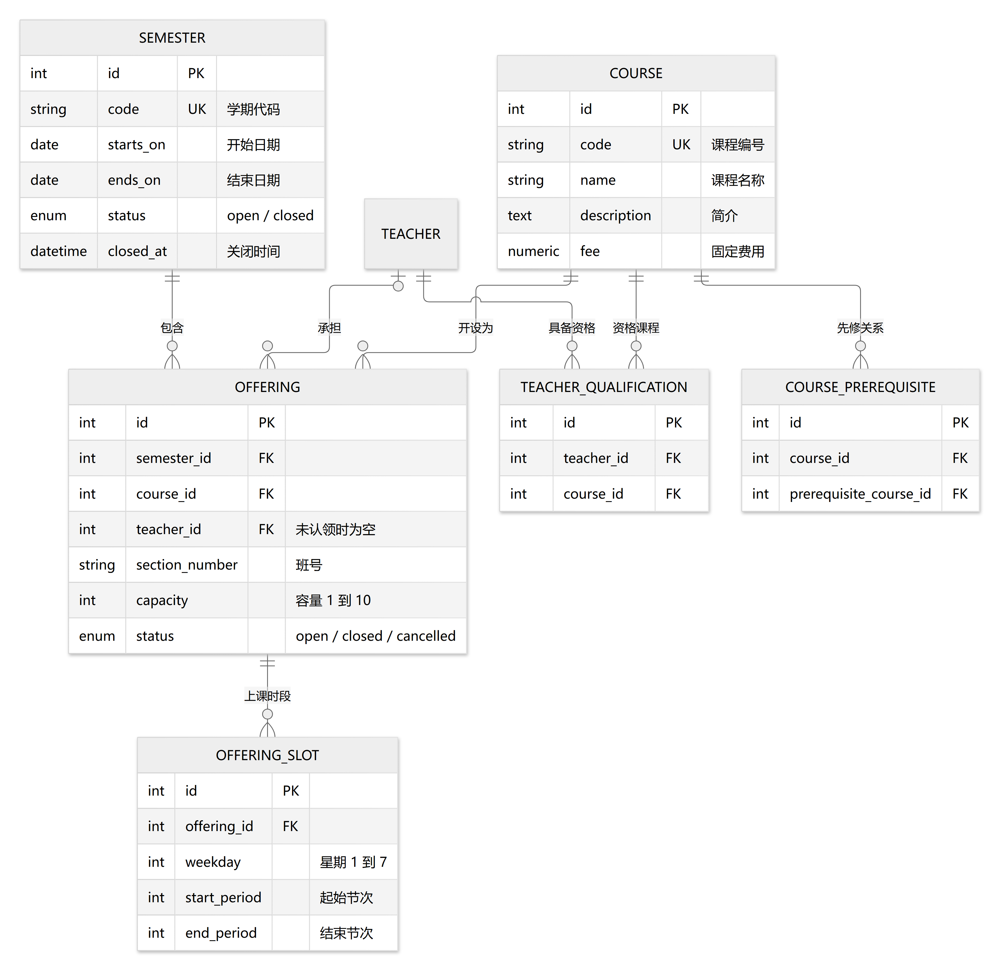 SEMESTER
int id PK
string code UK 学期代码
date starts_on 开始日期
date ends_on 结束日期
enum status open / closed
datetime closed_at 关闭时间
TEACHER
COURSE
int id PK
string code UK 课程编号
string name 课程名称
text description 简介
numeric fee 固定费用
包含
承担
开设为
具备资格
资格课程
先修关系
OFFERING
int id PK
int semester_id FK
int course_id FK
int teacher_id FK 未认领时为空
string section_number 班号
int capacity 容量 1 到 10
enum status open / closed / cancelled
TEACHER_QUALIFICATION
int id PK
int teacher_id FK
int course_id FK
COURSE_PREREQUISITE
int id PK
int course_id FK
int prerequisite_course_id FK
上课时段
OFFERING_SLOT
int id PK
int offering_id FK
int weekday 星期 1 到 7
int start_period 起始节次
int end_period 结束节次